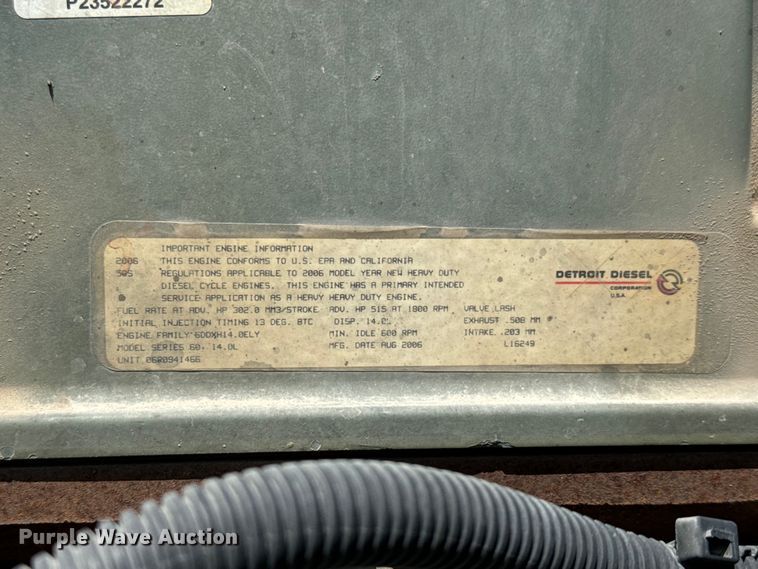 P23522272
IMPORTANT ENGINE INFORMATION
2006 THIS ENGINE CONFORMS TO U.S. EPA AND CALIFORNIA
REGULATIONS APPLICABLE TO 2006 MODEL YEAR NEW HEAVY DUTY
DIESEL CYCLE ENGINES. THIS ENGINE HAS A PRIMARY INTENDED
SERVICE APPLICATION AS A HEAVY HEAVY DUTY ENGINE.
DETROIT DIESEL
CORPORATION
U.S.A.
FUEL RATE AT ADV. HP 302.0 MM3/STROKE ADV. HP 515 AT 1800 RPM VALVE LASH
INITIAL INJECTION TIMING 13 DEG. BTC DISP. 14.0L EXHAUST .508 MM
ENGINE FAMILY 6DDXH14.0ELY MIN. IDLE 600 RPM INTAKE .203 MM
MODEL SERIES 60, 14.0L MFG. DATE AUG 2006 L16249
UNIT 06R0941466
Purple Wave Auction